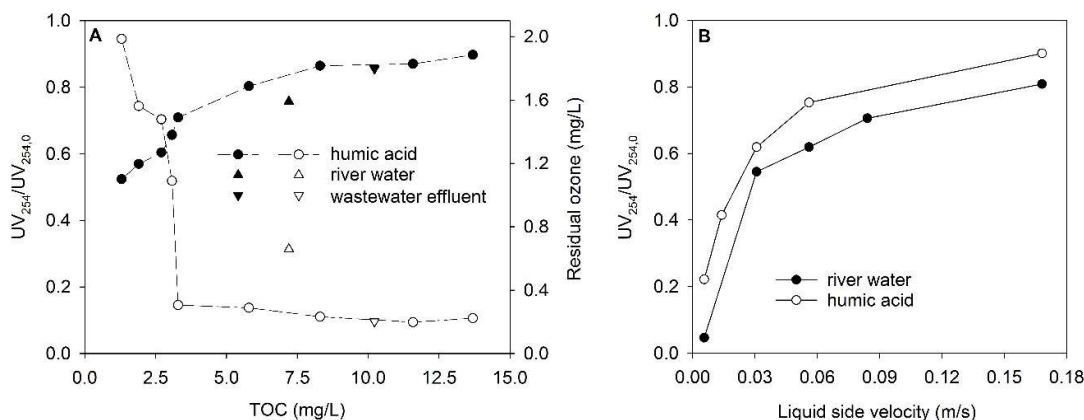 A
1.0
0.8
0.6
0.4
0.2
0.0
UV254/UV254,0
0.0 2.5 5.0 7.5 10.0 12.5 15.0
TOC (mg/L)
2.0
1.6
1.2
0.8
0.4
0.0
Residual ozone (mg/L)
humic acid
river water
wastewater effluent
B
1.0
0.8
0.6
0.4
0.2
0.0
UV254/UV254,0
0.00 0.03 0.06 0.09 0.12 0.15 0.18
Liquid side velocity (m/s)
river water
humic acid